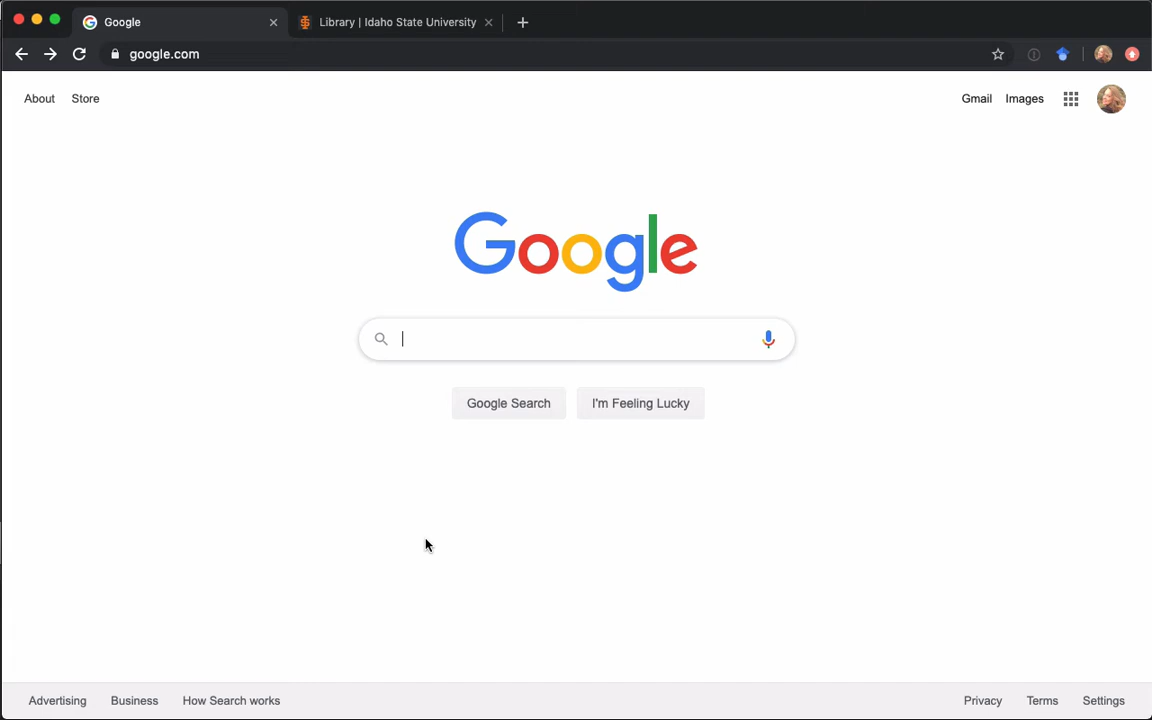 Google
Library | Idaho State University
google.com
About Store
Gmail Images
Google
Google Search I'm Feeling Lucky
Advertising Business How Search works
Privacy Terms Settings